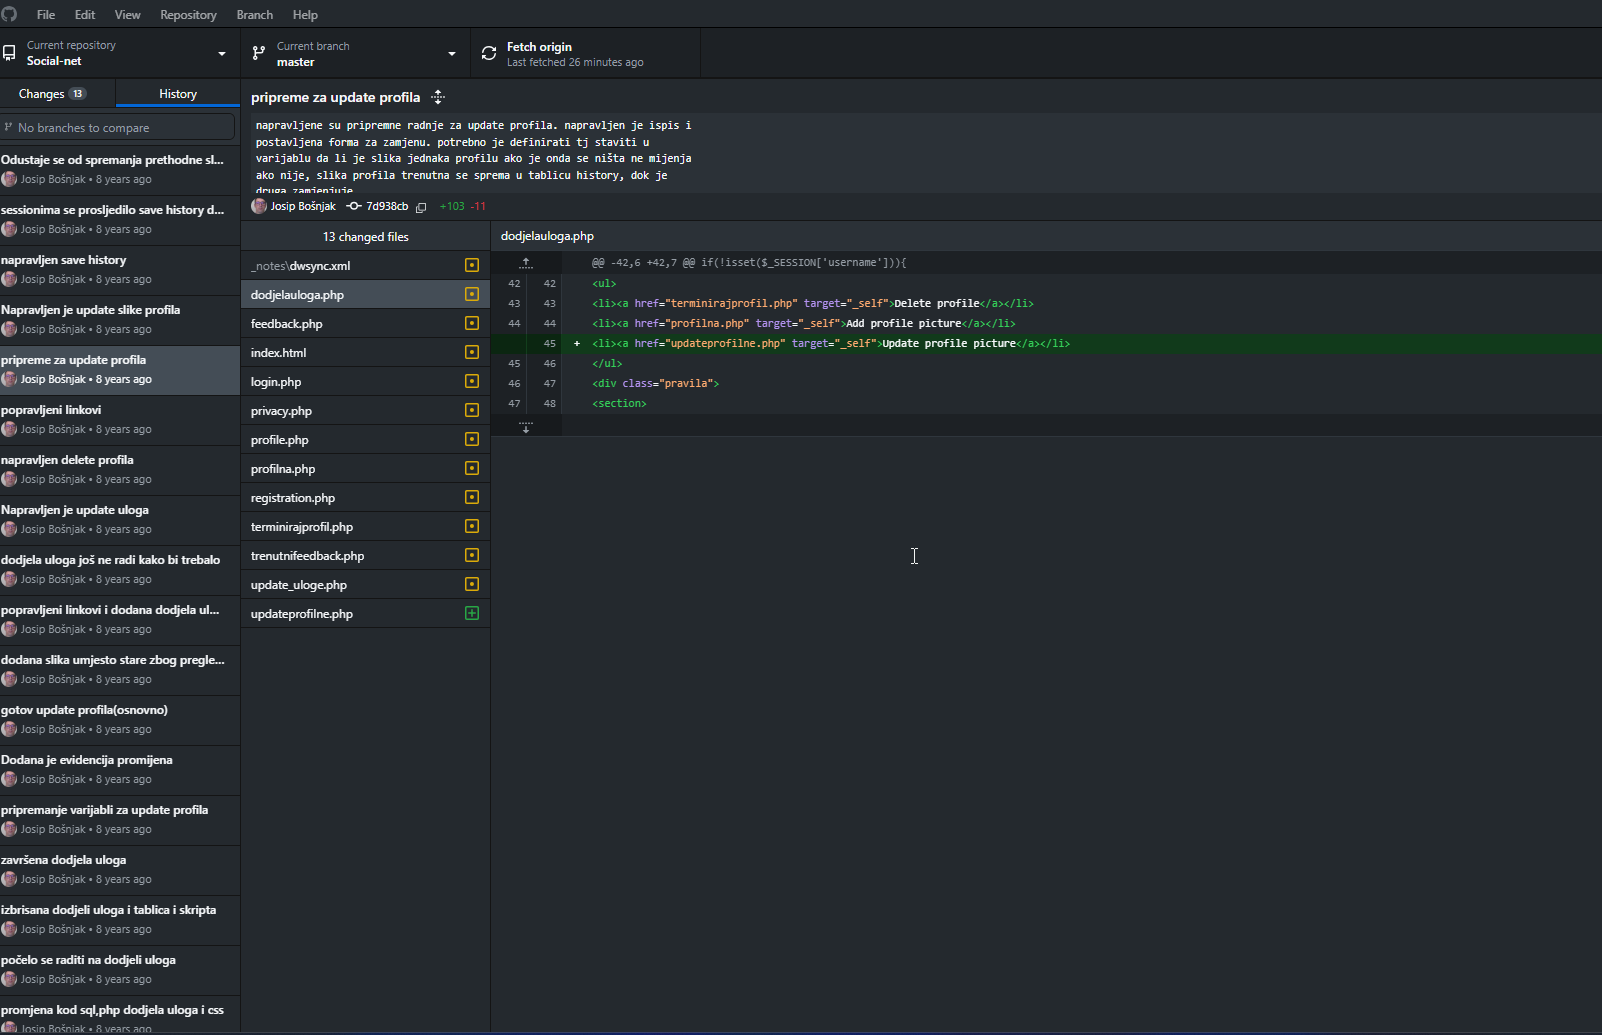 File Edit View Repository Branch Help
Current repository
Social-net
Current branch
master
Fetch origin
Last fetched 26 minutes ago
Changes 13
History
No branches to compare
Odustaje se od spremanja prethodne sl...
Josip Bošnjak • 8 years ago
sessionima se prosljedilo save history d...
Josip Bošnjak • 8 years ago
napravljen save history
Josip Bošnjak • 8 years ago
Napravljen je update slike profila
Josip Bošnjak • 8 years ago
pripreme za update profila
Josip Bošnjak • 8 years ago
popravljeni linkovi
Josip Bošnjak • 8 years ago
napravljen delete profila
Josip Bošnjak • 8 years ago
Napravljen je update uloga
Josip Bošnjak • 8 years ago
dodjela uloga još ne radi kako bi trebalo
Josip Bošnjak • 8 years ago
popravljeni linkovi i dodana dodjela ul...
Josip Bošnjak • 8 years ago
dodana slika umjesto stare zbog pregle...
Josip Bošnjak • 8 years ago
gotov update profila(osnovno)
Josip Bošnjak • 8 years ago
Dodana je evidencija promijena
Josip Bošnjak • 8 years ago
pripremanje varijabli za update profila
Josip Bošnjak • 8 years ago
završena dodjela uloga
Josip Bošnjak • 8 years ago
izbrisana dodjeli uloga i tablica i skripta
Josip Bošnjak • 8 years ago
počelo se raditi na dodjeli uloga
Josip Bošnjak • 8 years ago
promjena kod sql,php dodjela uloga i css
Josip Bošnjak • 8 years ago
pripreme za update profila
napravljene su pripremne radnje za update profila. napravljen je ispis i
postavljena forma za zamjenu. potrebno je definirati tj staviti u
varijablu da li je slika jednaka profilu ako je onda se ništa ne mijenja
ako nije, slika profila trenutna se sprema u tablicu history, dok je
druga zamjenjuje
Josip Bošnjak 7d938cb +103 -11
13 changed files
_notes\dwsync.xml
dodjelauloga.php
feedback.php
index.html
login.php
privacy.php
profile.php
profilna.php
registration.php
terminirajprofil.php
trenutnifeedback.php
update_uloge.php
updateprofilne.php
dodjelauloga.php
@@ -42,6 +42,7 @@ if(!isset($_SESSION['username'])){
42 42 <ul>
43 43 <li><a href="terminirajprofil.php" target="_self">Delete profile</a></li>
44 44 <li><a href="profilna.php" target="_self">Add profile picture</a></li>
45 + <li><a href="updateprofilne.php" target="_self">Update profile picture</a></li>
45 46 </ul>
46 47 <div class="pravila">
47 48 <section>